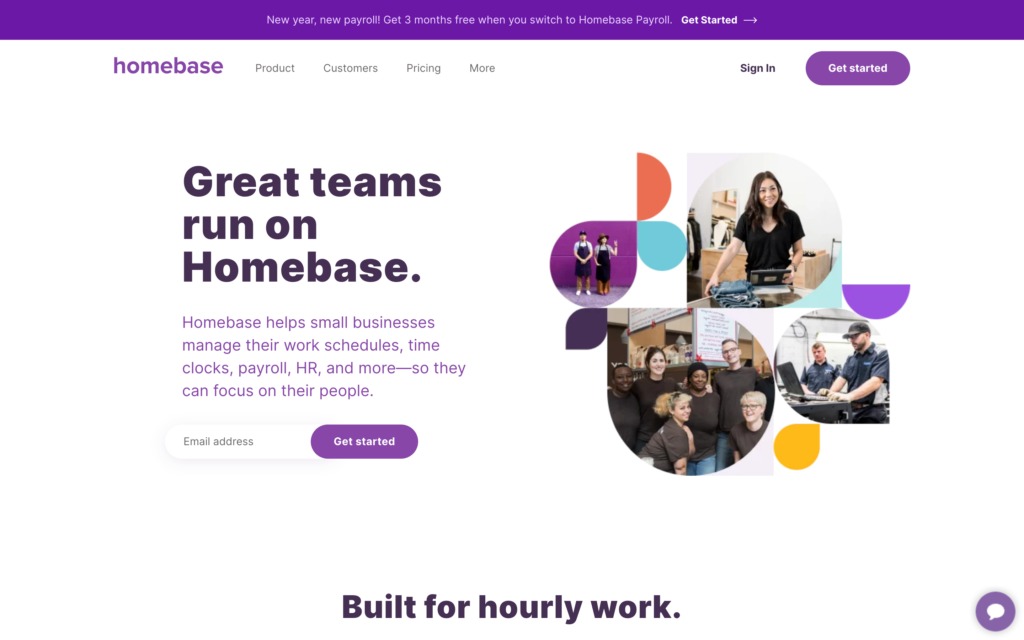 New year, new payroll! Get 3 months free when you switch to Homebase Payroll. Get Started →
homebase Product Customers Pricing More Sign In Get started
Great teams
run on
Homebase.
Homebase helps small businesses
manage their work schedules, time
clocks, payroll, HR, and more—so they
can focus on their people.
Email address Get started
Built for hourly work.